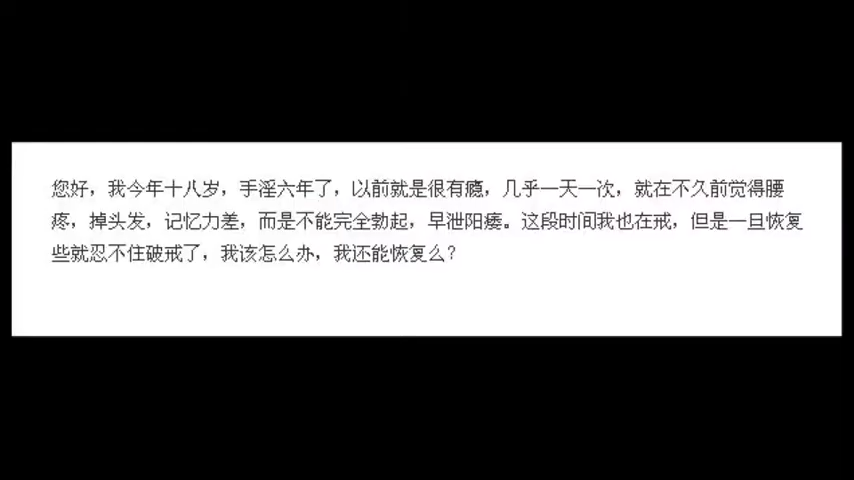 您好，我今年十八岁，手淫六年了，以前就是很有瘾，几乎一天一次，就在不久前觉得腰
疼，掉头发，记忆力差，而是不能完全勃起，早泄阳痿。这段时间我也在戒，但是一旦恢复
些就忍不住破戒了，我该怎么办，我还能恢复么？